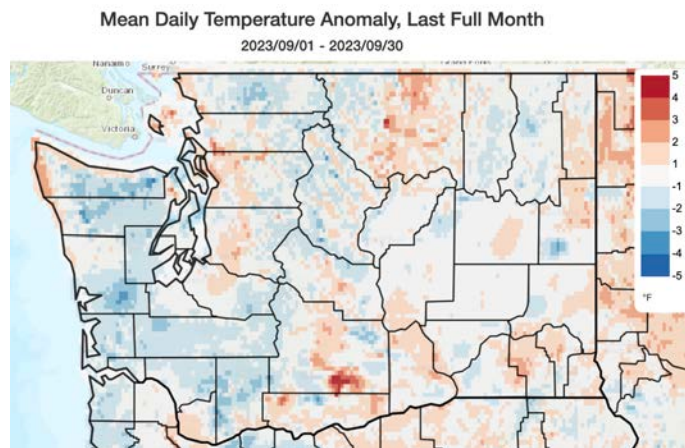 Mean Daily Temperature Anomaly, Last Full Month
2023/09/01 - 2023/09/30
Nanaimo
Surrey
Duncan
Victoria
5
4
3
2
1
-1
-2
-3
-4
-5
°F